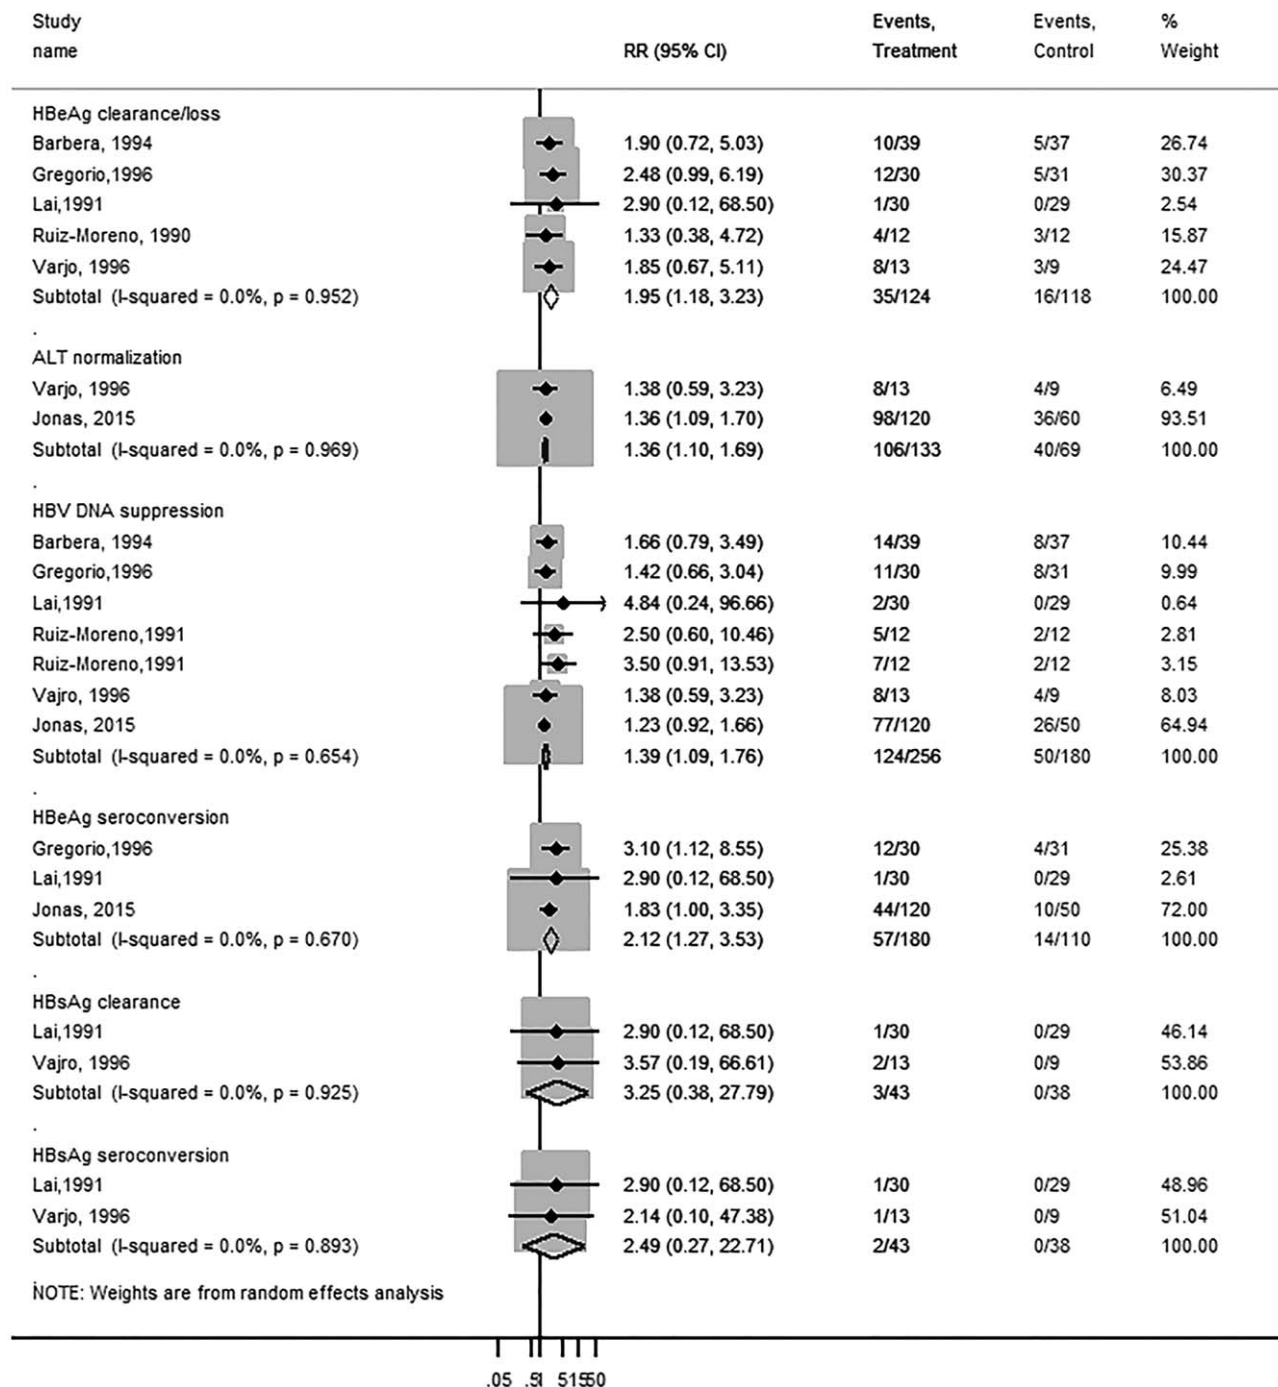 Study name RR (95% CI) Events, Treatment Events, Control % Weight
HBeAg clearance/loss
Barbera, 1994 1.90 (0.72, 5.03) 10/39 5/37 26.74
Gregorio,1996 2.48 (0.99, 6.19) 12/30 5/31 30.37
Lai,1991 2.90 (0.12, 68.50) 1/30 0/29 2.54
Ruiz-Moreno, 1990 1.33 (0.38, 4.72) 4/12 3/12 15.87
Varjo, 1996 1.85 (0.67, 5.11) 8/13 3/9 24.47
Subtotal (I-squared = 0.0%, p = 0.952) 1.95 (1.18, 3.23) 35/124 16/118 100.00
.
ALT normalization
Varjo, 1996 1.38 (0.59, 3.23) 8/13 4/9 6.49
Jonas, 2015 1.36 (1.09, 1.70) 98/120 36/60 93.51
Subtotal (I-squared = 0.0%, p = 0.969) 1.36 (1.10, 1.69) 106/133 40/69 100.00
.
HBV DNA suppression
Barbera, 1994 1.66 (0.79, 3.49) 14/39 8/37 10.44
Gregorio,1996 1.42 (0.66, 3.04) 11/30 8/31 9.99
Lai,1991 4.84 (0.24, 96.66) 2/30 0/29 0.64
Ruiz-Moreno,1991 2.50 (0.60, 10.46) 5/12 2/12 2.81
Ruiz-Moreno,1991 3.50 (0.91, 13.53) 7/12 2/12 3.15
Vajro, 1996 1.38 (0.59, 3.23) 8/13 4/9 8.03
Jonas, 2015 1.23 (0.92, 1.66) 77/120 26/50 64.94
Subtotal (I-squared = 0.0%, p = 0.654) 1.39 (1.09, 1.76) 124/256 50/180 100.00
.
HBeAg seroconversion
Gregorio,1996 3.10 (1.12, 8.55) 12/30 4/31 25.38
Lai,1991 2.90 (0.12, 68.50) 1/30 0/29 2.61
Jonas, 2015 1.83 (1.00, 3.35) 44/120 10/50 72.00
Subtotal (I-squared = 0.0%, p = 0.670) 2.12 (1.27, 3.53) 57/180 14/110 100.00
.
HBsAg clearance
Lai,1991 2.90 (0.12, 68.50) 1/30 0/29 46.14
Vajro, 1996 3.57 (0.19, 66.61) 2/13 0/9 53.86
Subtotal (I-squared = 0.0%, p = 0.925) 3.25 (0.38, 27.79) 3/43 0/38 100.00
.
HBsAg seroconversion
Lai,1991 2.90 (0.12, 68.50) 1/30 0/29 48.96
Varjo, 1996 2.14 (0.10, 47.38) 1/13 0/9 51.04
Subtotal (I-squared = 0.0%, p = 0.893) 2.49 (0.27, 22.71) 2/43 0/38 100.00
.
NOTE: Weights are from random effects analysis
.05 .5 1 5 15 50